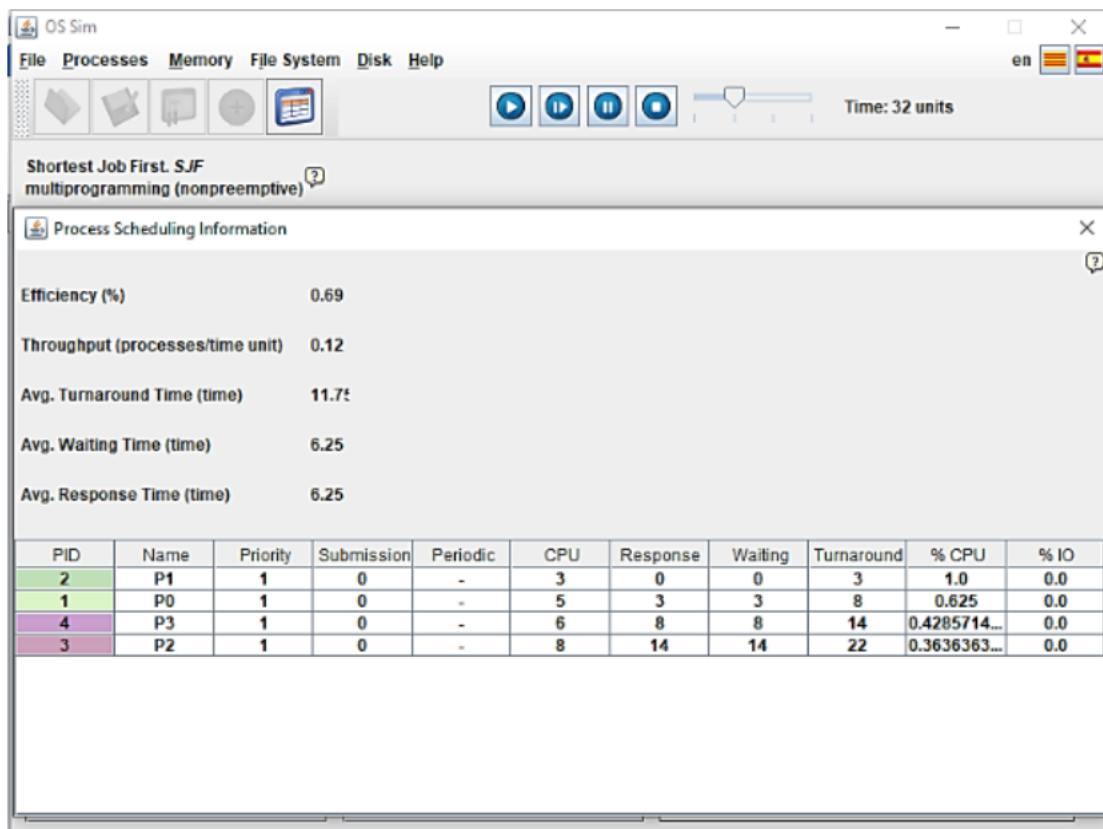 OS Sim
File Processes Memory File System Disk Help en
Time: 32 units
Shortest Job First. SJF
multiprogramming (nonpreemptive)
Process Scheduling Information
Efficiency (%) 0.69
Throughput (processes/time unit) 0.12
Avg. Turnaround Time (time) 11.75
Avg. Waiting Time (time) 6.25
Avg. Response Time (time) 6.25
PID Name Priority Submission Periodic CPU Response Waiting Turnaround % CPU % IO
2 P1 1 0 - 3 0 0 3 1.0 0.0
1 P0 1 0 - 5 3 3 8 0.625 0.0
4 P3 1 0 - 6 8 8 14 0.4285714... 0.0
3 P2 1 0 - 8 14 14 22 0.3636363... 0.0